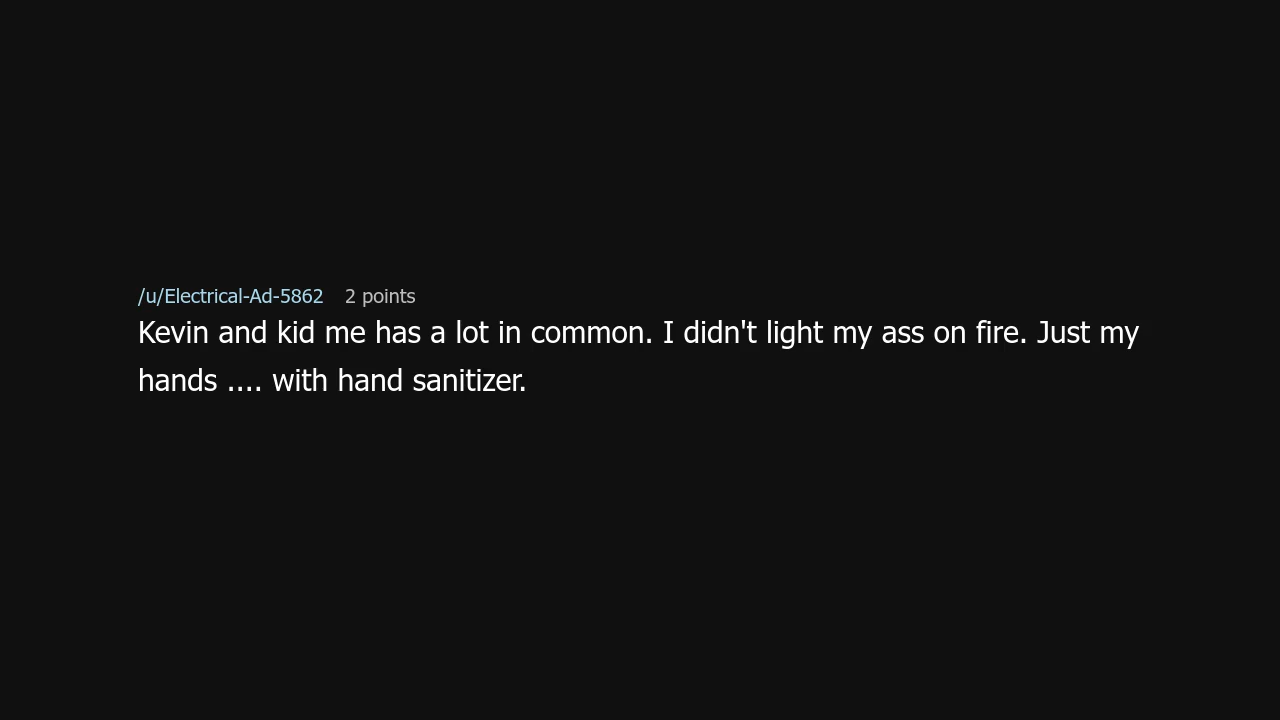 /u/Electrical-Ad-5862 2 points
Kevin and kid me has a lot in common. I didn't light my ass on fire. Just my
hands .... with hand sanitizer.